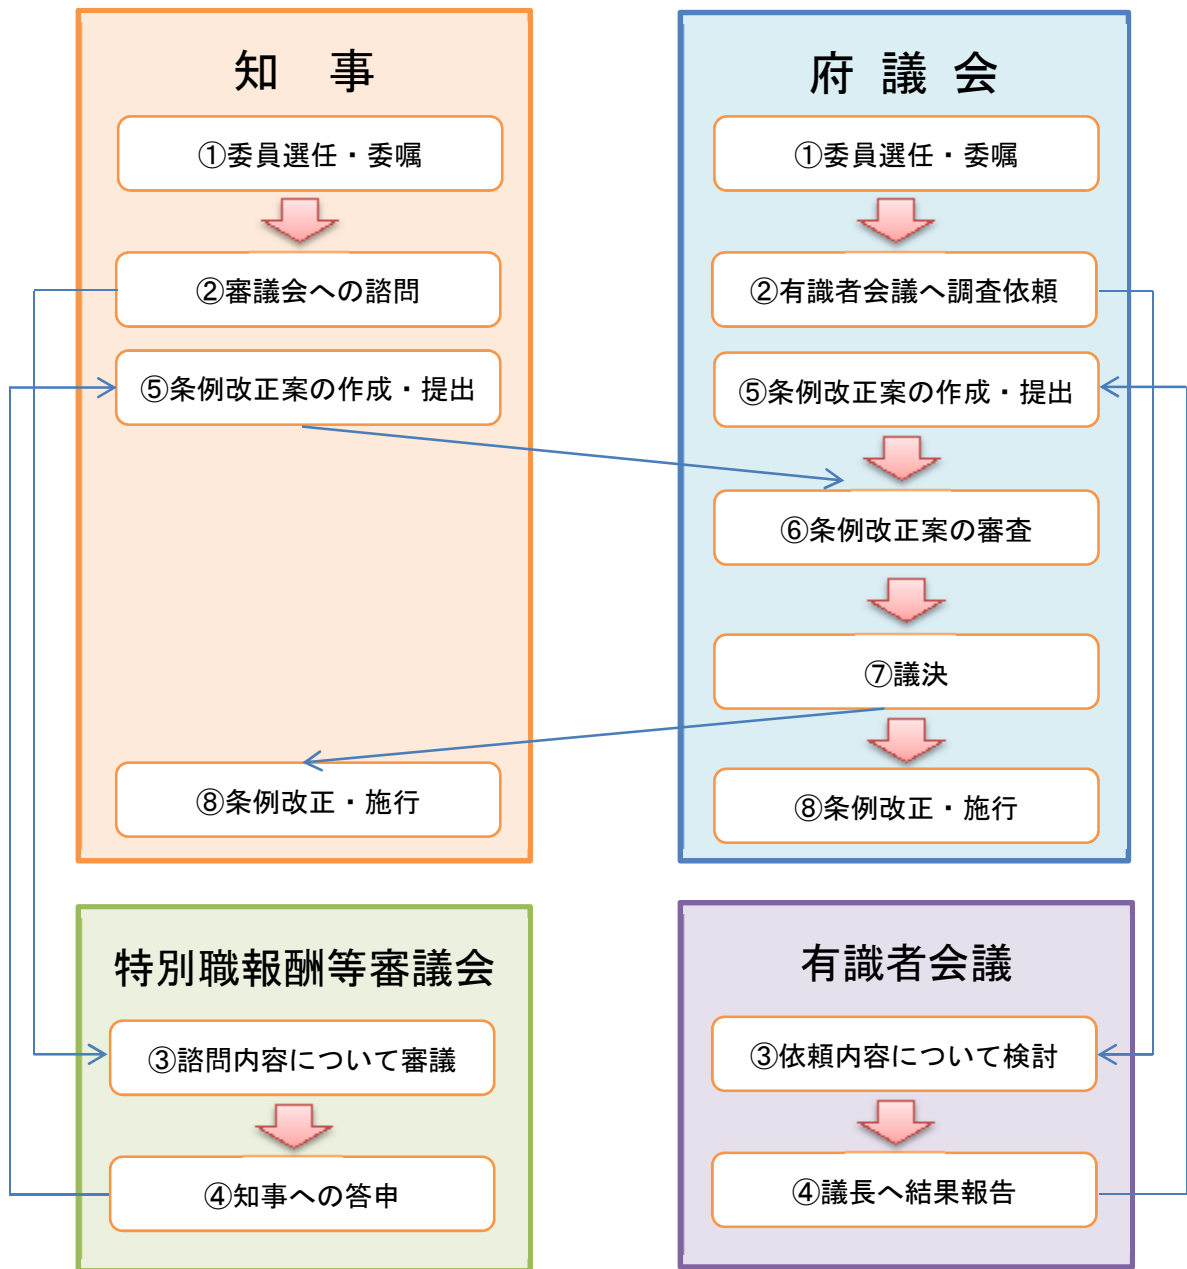 知　事
①委員選任・委嘱
②審議会への諮問
⑤条例改正案の作成・提出
⑧条例改正・施行
府 議 会
①委員選任・委嘱
②有識者会議へ調査依頼
⑤条例改正案の作成・提出
⑥条例改正案の審査
⑦議決
⑧条例改正・施行
特別職報酬等審議会
③諮問内容について審議
④知事への答申
有識者会議
③依頼内容について検討
④議長へ結果報告